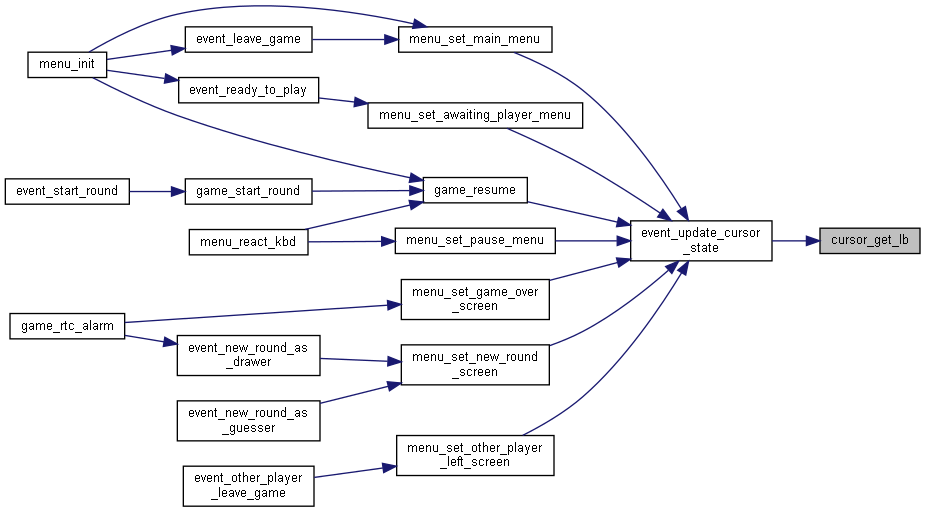 menu_init
event_leave_game
menu_set_main_menu
event_ready_to_play
menu_set_awaiting_player_menu
event_start_round
game_start_round
game_resume
menu_react_kbd
menu_set_pause_menu
event_update_cursor
_state
cursor_get_lb
game_rtc_alarm
menu_set_game_over
_screen
event_new_round_as
_drawer
menu_set_new_round
_screen
event_new_round_as
_guesser
menu_set_other_player
_left_screen
event_other_player
_leave_game